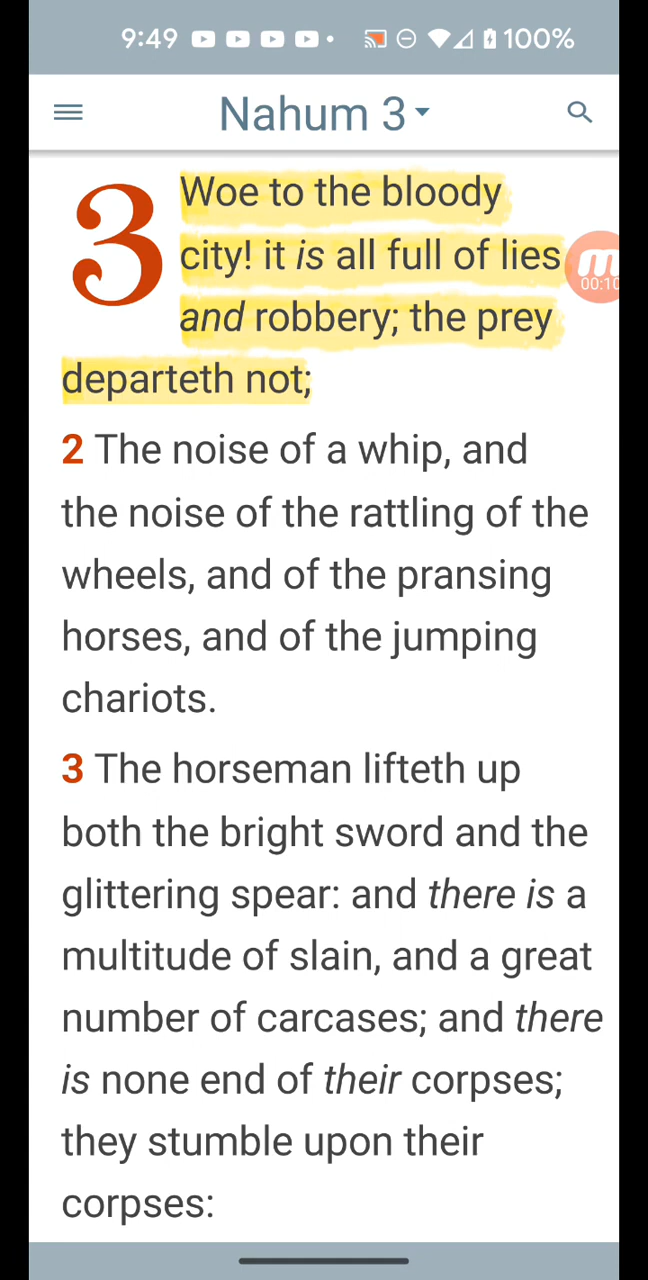 9:49 100%
Nahum 3
3 Woe to the bloody
city! it is all full of lies
m
00:10
and robbery; the prey
departeth not;
2 The noise of a whip, and
the noise of the rattling of the
wheels, and of the pransing
horses, and of the jumping
chariots.
3 The horseman lifteth up
both the bright sword and the
glittering spear: and there is a
multitude of slain, and a great
number of carcases; and there
is none end of their corpses;
they stumble upon their
corpses: